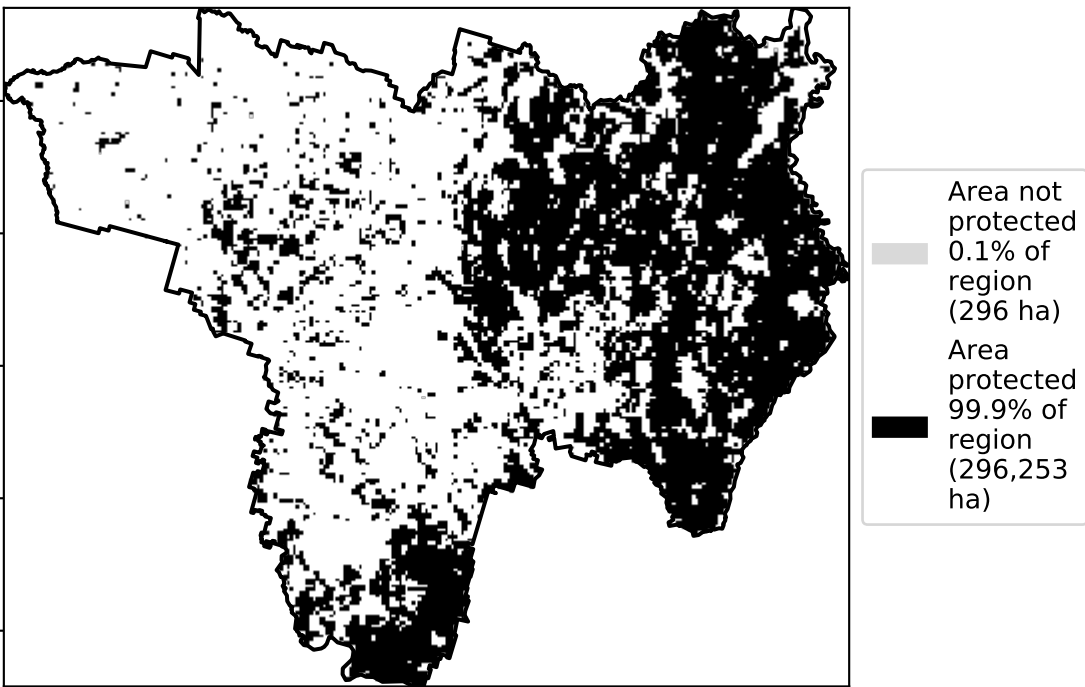 Area not
protected
0.1% of
region
(296 ha)
Area
protected
99.9% of
region
(296,253
ha)